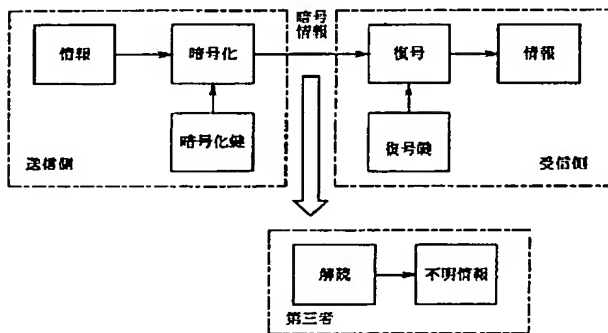 暗号
情報
情報
暗号化
復号
情報
暗号化鍵
復号鍵
送信側
受信側
解読
不明情報
第三者